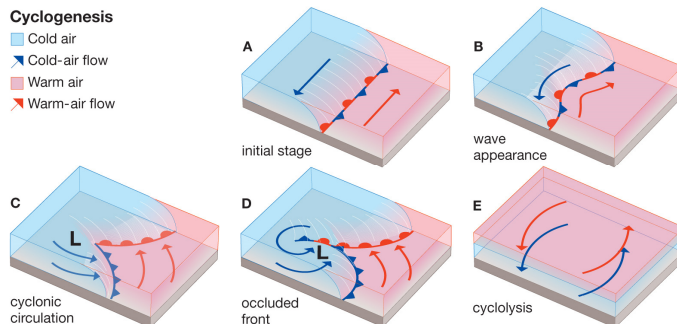 Cyclogenesis
Cold air
Cold-air flow
Warm air
Warm-air flow
A
initial stage
B
wave
appearance
C
L
cyclonic
circulation
D
L
occluded
front
E
cyclolysis